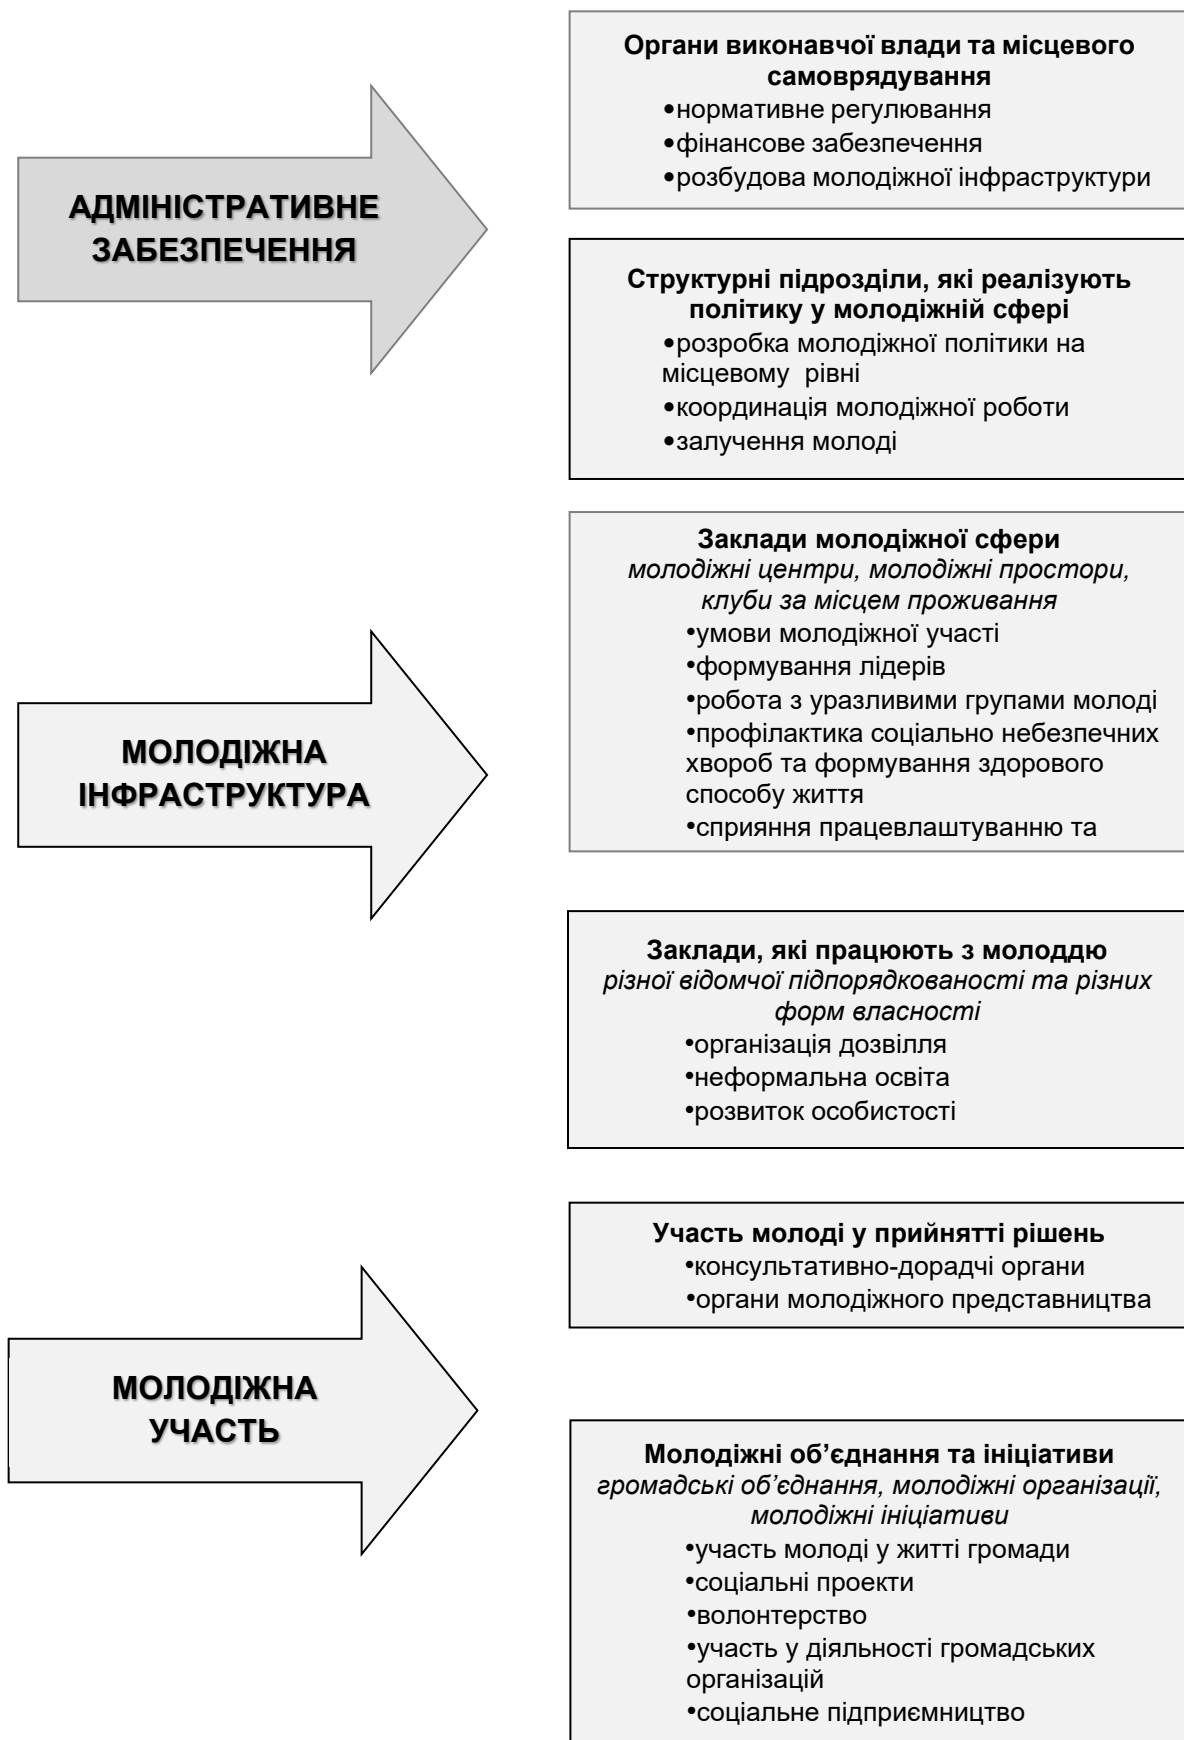 АДМІНІСТРАТИВНЕ
ЗАБЕЗПЕЧЕННЯ
Органи виконавчої влади та місцевого
самоврядування
•нормативне регулювання
•фінансове забезпечення
•розбудова молодіжної інфраструктури
Структурні підрозділи, які реалізують
політику у молодіжній сфері
•розробка молодіжної політики на
місцевому рівні
•координація молодіжної роботи
•залучення молоді
МОЛОДІЖНА
ІНФРАСТРУКТУРА
Заклади молодіжної сфери
молодіжні центри, молодіжні простори,
клуби за місцем проживання
•умови молодіжної участі
•формування лідерів
•робота з уразливими групами молоді
•профілактика соціально небезпечних
хвороб та формування здорового
способу життя
•сприяння працевлаштуванню та
Заклади, які працюють з молоддю
різної відомчої підпорядкованості та різних
форм власності
•організація дозвілля
•неформальна освіта
•розвиток особистості
МОЛОДІЖНА
УЧАСТЬ
Участь молоді у прийнятті рішень
•консультативно-дорадчі органи
•органи молодіжного представництва
Молодіжні об’єднання та ініціативи
громадські об’єднання, молодіжні організації,
молодіжні ініціативи
•участь молоді у житті громади
•соціальні проекти
•волонтерство
•участь у діяльності громадських
організацій
•соціальне підприємництво